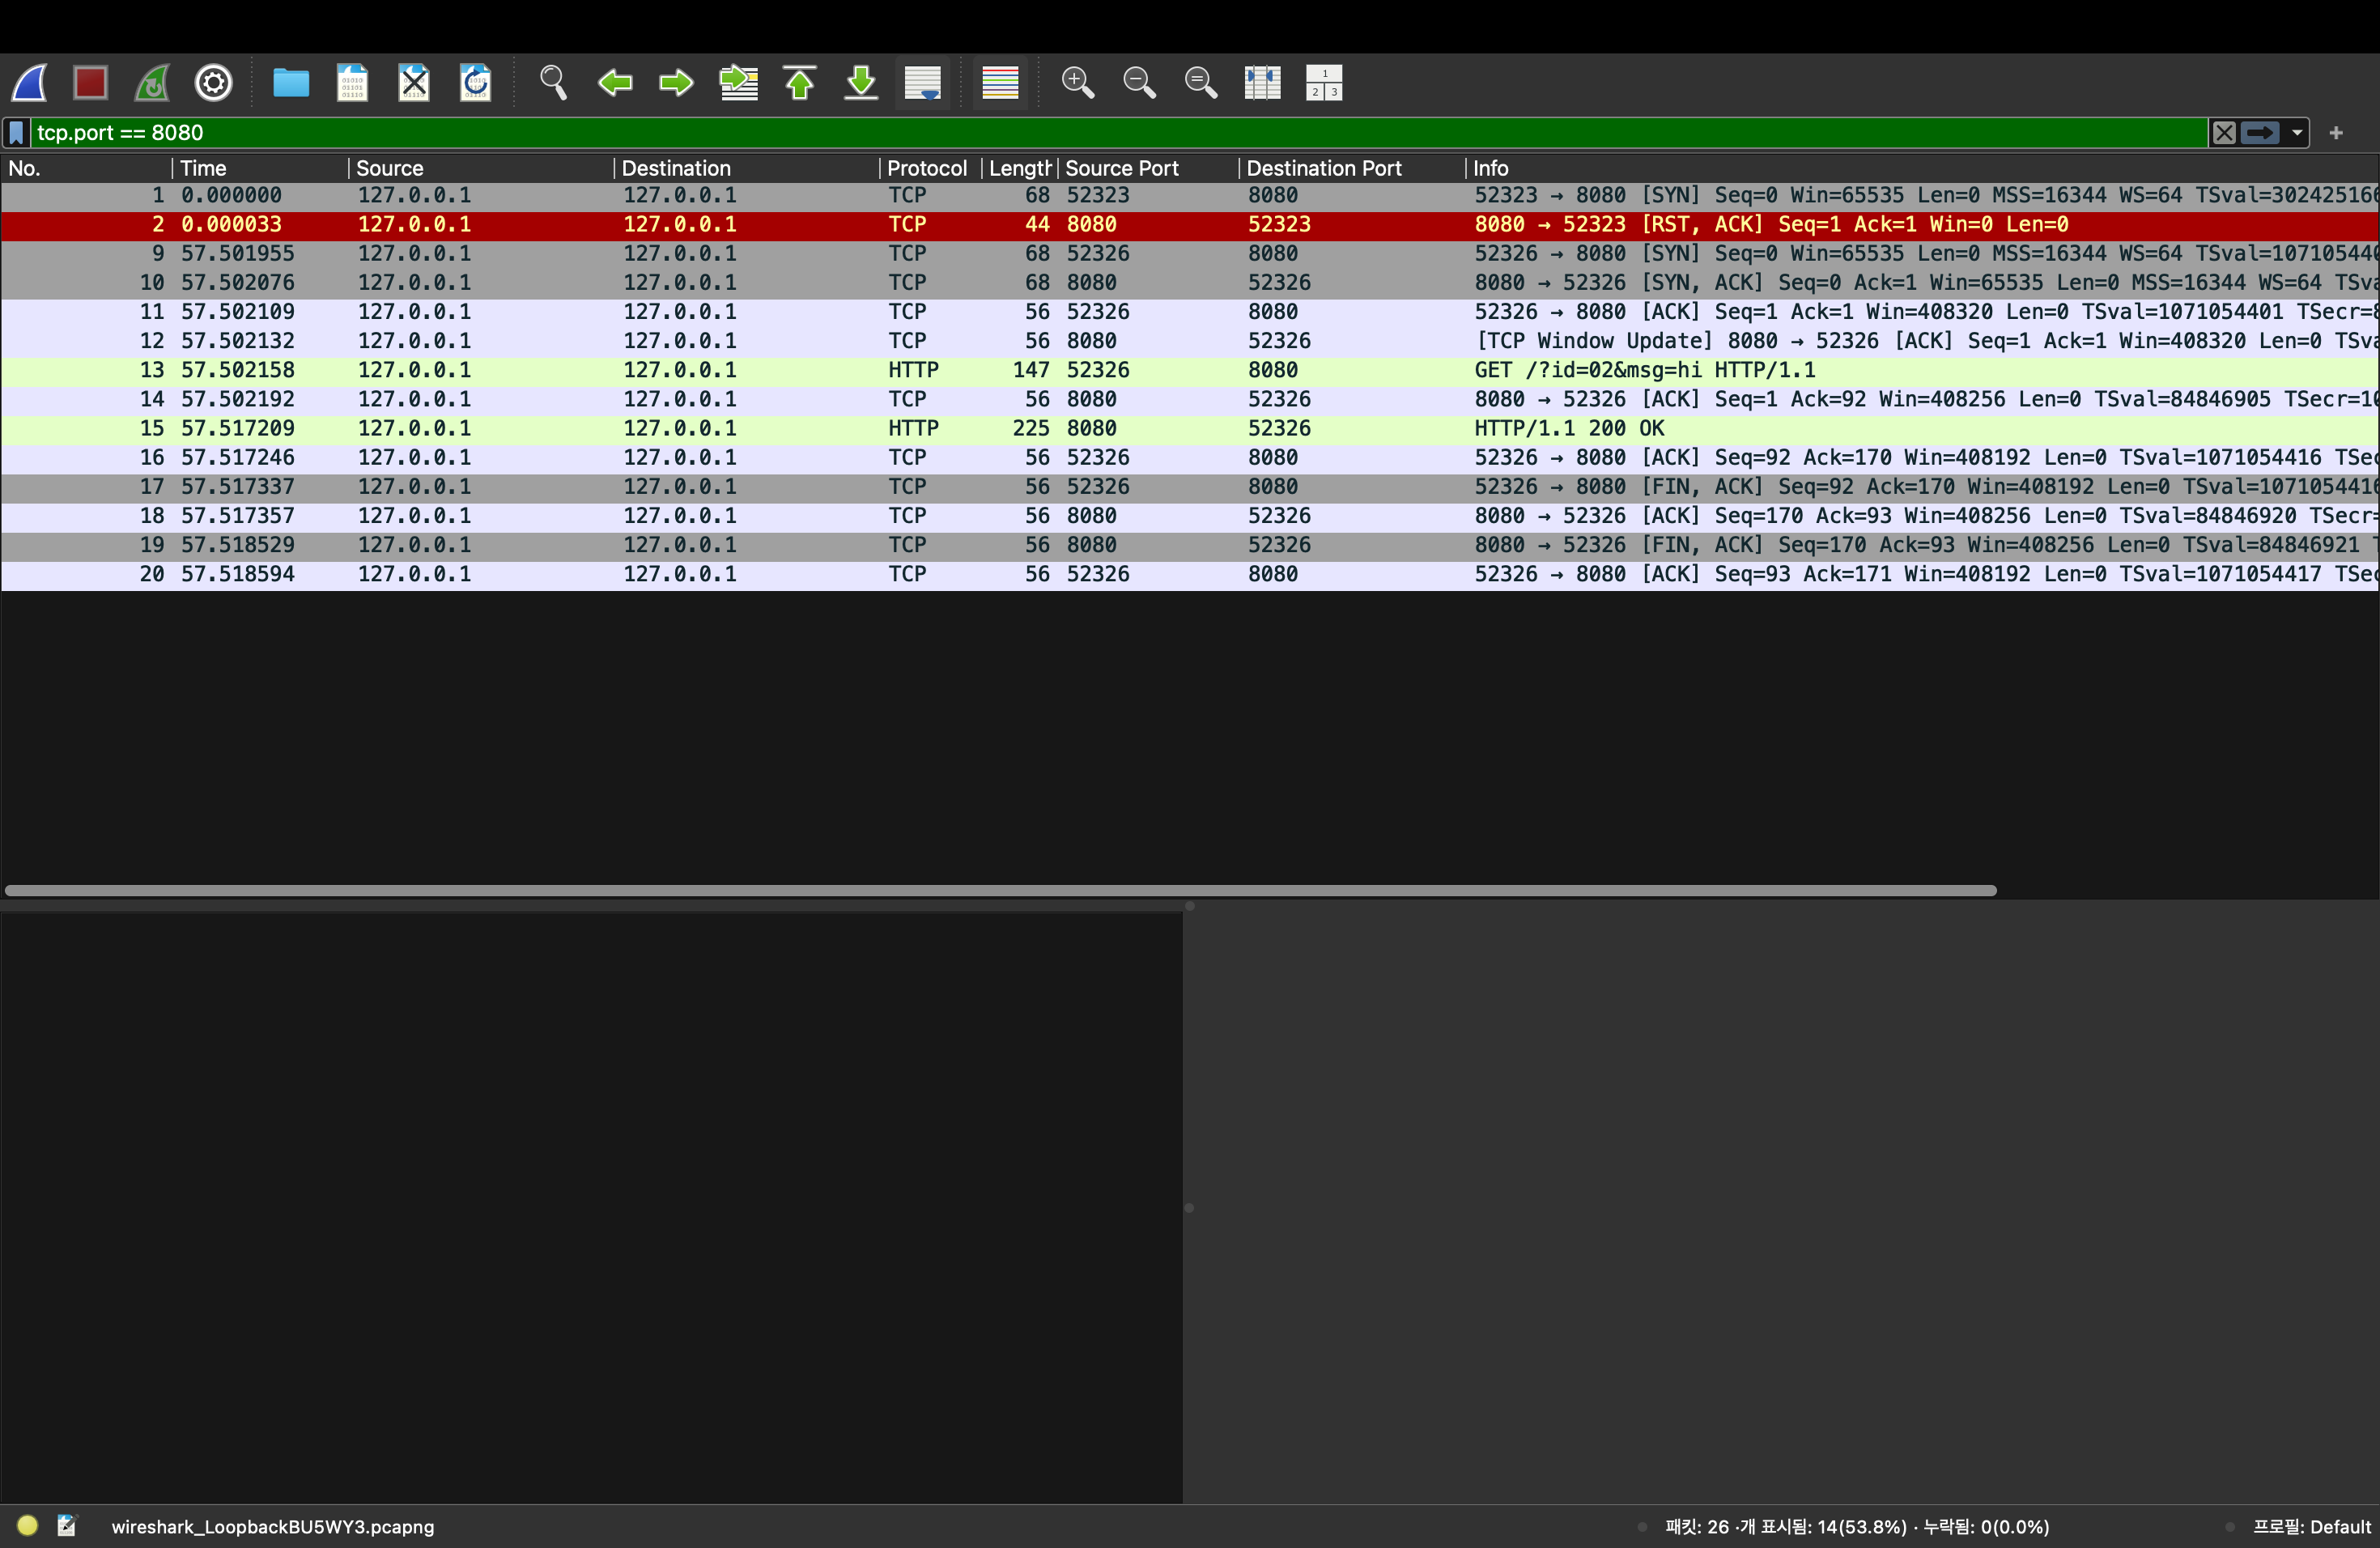 tcp.port == 8080
No. Time Source Destination Protocol Length Source Port Destination Port Info
1 0.000000 127.0.0.1 127.0.0.1 TCP 68 52323 8080 52323 → 8080 [SYN] Seq=0 Win=65535 Len=0 MSS=16344 WS=64 TSval=302425166
2 0.000033 127.0.0.1 127.0.0.1 TCP 44 8080 52323 8080 → 52323 [RST, ACK] Seq=1 Ack=1 Win=0 Len=0
9 57.501955 127.0.0.1 127.0.0.1 TCP 68 52326 8080 52326 → 8080 [SYN] Seq=0 Win=65535 Len=0 MSS=16344 WS=64 TSval=107105440
10 57.502076 127.0.0.1 127.0.0.1 TCP 68 8080 52326 8080 → 52326 [SYN, ACK] Seq=0 Ack=1 Win=65535 Len=0 MSS=16344 WS=64 TSva
11 57.502109 127.0.0.1 127.0.0.1 TCP 56 52326 8080 52326 → 8080 [ACK] Seq=1 Ack=1 Win=408320 Len=0 TSval=1071054401 TSecr=8
12 57.502132 127.0.0.1 127.0.0.1 TCP 56 8080 52326 [TCP Window Update] 8080 → 52326 [ACK] Seq=1 Ack=1 Win=408320 Len=0 TSva
13 57.502158 127.0.0.1 127.0.0.1 HTTP 147 52326 8080 GET /?id=02&msg=hi HTTP/1.1
14 57.502192 127.0.0.1 127.0.0.1 TCP 56 8080 52326 8080 → 52326 [ACK] Seq=1 Ack=92 Win=408256 Len=0 TSval=84846905 TSecr=10
15 57.517209 127.0.0.1 127.0.0.1 HTTP 225 8080 52326 HTTP/1.1 200 OK
16 57.517246 127.0.0.1 127.0.0.1 TCP 56 52326 8080 52326 → 8080 [ACK] Seq=92 Ack=170 Win=408192 Len=0 TSval=1071054416 TSec
17 57.517337 127.0.0.1 127.0.0.1 TCP 56 52326 8080 52326 → 8080 [FIN, ACK] Seq=92 Ack=170 Win=408192 Len=0 TSval=1071054416
18 57.517357 127.0.0.1 127.0.0.1 TCP 56 8080 52326 8080 → 52326 [ACK] Seq=170 Ack=93 Win=408256 Len=0 TSval=84846920 TSecr=
19 57.518529 127.0.0.1 127.0.0.1 TCP 56 8080 52326 8080 → 52326 [FIN, ACK] Seq=170 Ack=93 Win=408256 Len=0 TSval=84846921 T
20 57.518594 127.0.0.1 127.0.0.1 TCP 56 52326 8080 52326 → 8080 [ACK] Seq=93 Ack=171 Win=408192 Len=0 TSval=1071054417 TSec
wireshark_LoopbackBU5WY3.pcapng 패킷: 26 ·개 표시됨: 14(53.8%) · 누락됨: 0(0.0%) 프로필: Default